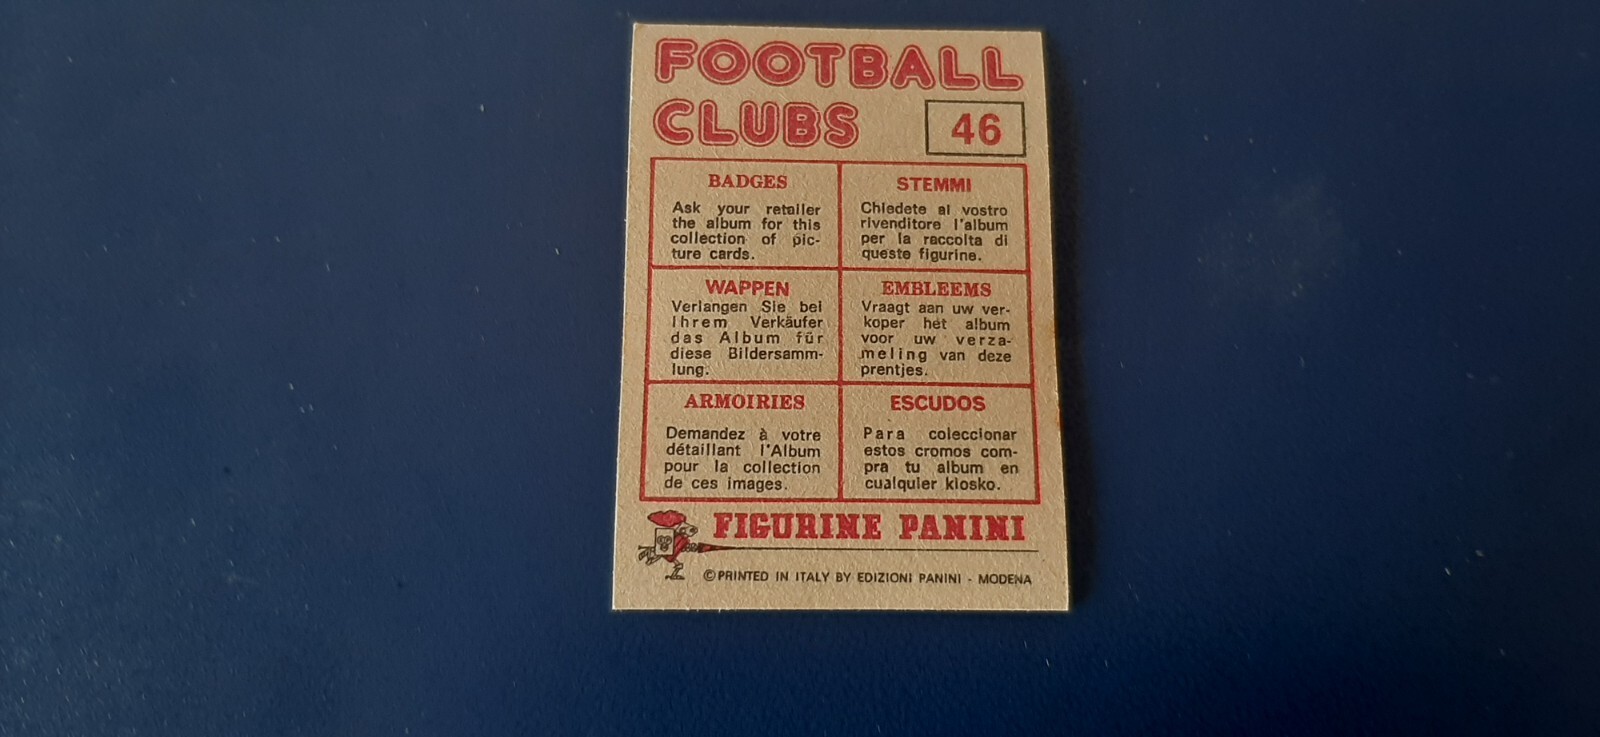 FOOTBALL
CLUBS
46
BADGES
Ask your retailer
the album for this
collection of pic-
ture cards.
STEMMI
Chiedete al vostro
rivenditore l'album
per la raccolta di
queste figurine.
WAPPEN
Verlangen Sie bei
Ihrem Verkäufer
das Album für
diese Bildersamm-
lung.
EMBLEEMS
Vraagt aan uw ver-
koper hét album
voor uw verza-
meling van deze
prentjes.
ARMOIRIES
Demandez à votre
détaillant l'Album
pour la collection
de ces images.
ESCUDOS
Para coleccionar
estos cromos com-
pra tu album en
cualquier kiosko.
FIGURINE PANINI
©PRINTED IN ITALY BY EDIZIONI PANINI - MODENA